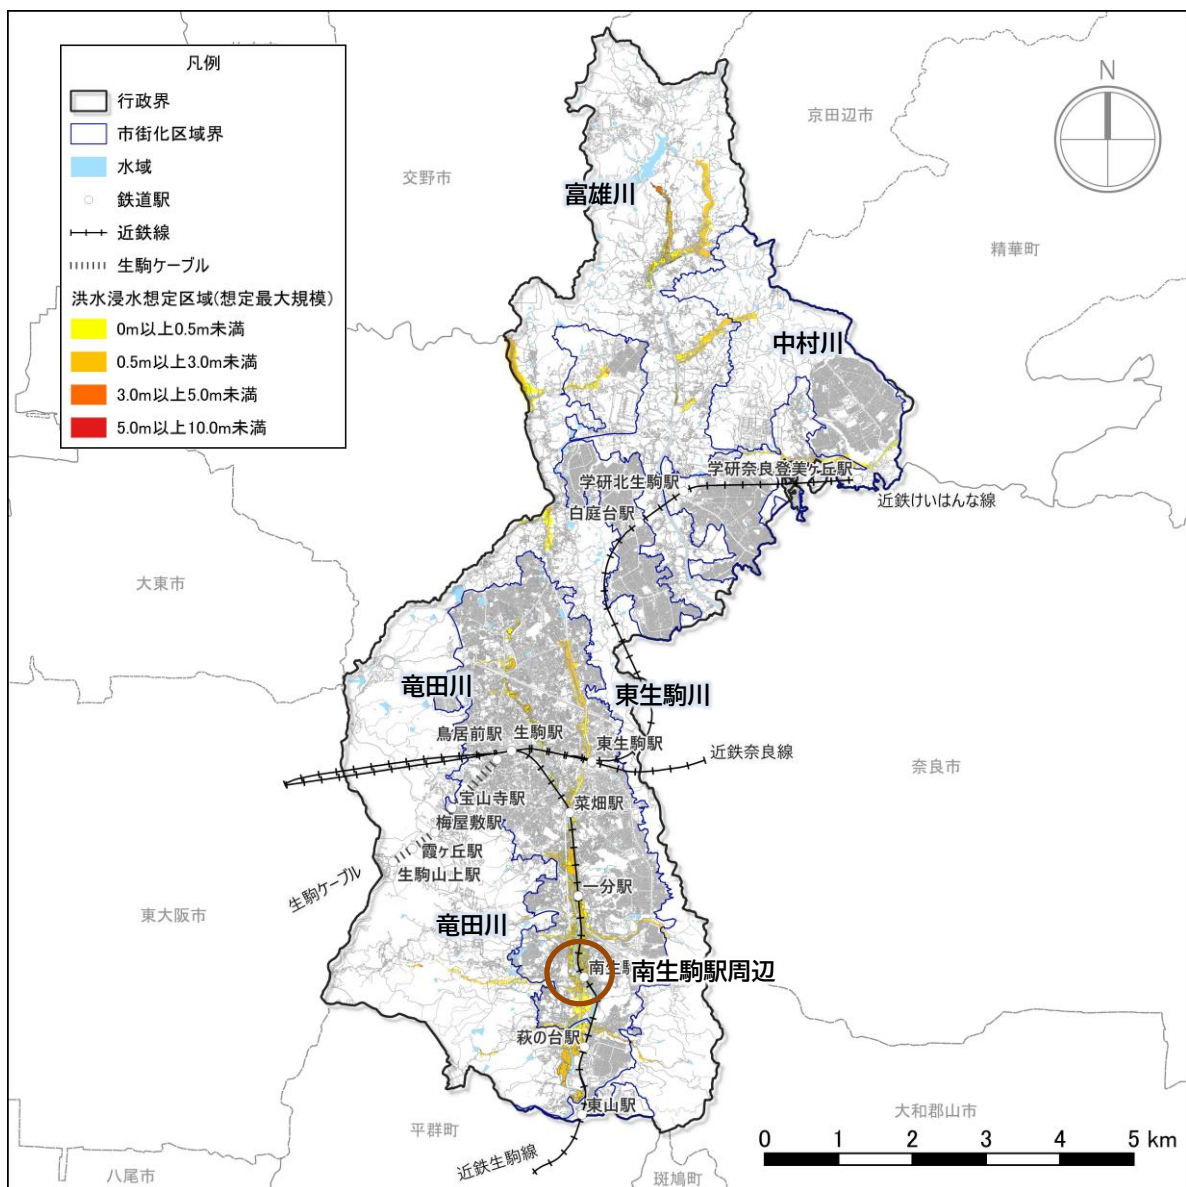 凡例
行政界
市街化区域界
水域
鉄道駅
近鉄線
生駒ケーブル
洪水浸水想定区域(想定最大規模)
0m以上0.5m未満
0.5m以上3.0m未満
3.0m以上5.0m未満
5.0m以上10.0m未満
N
京田辺市
交野市
富雄川
精華町
中村川
学研奈良登美ケ丘駅
学研北生駒駅
近鉄けいはんな線
白庭台駅
大東市
竜田川
東生駒川
鳥居前駅
生駒駅
東生駒駅
近鉄奈良線
奈良市
宝山寺駅
菜畑駅
梅屋敷駅
霞ヶ丘駅
生駒山上駅
生駒ケーブル
一分駅
東大阪市
竜田川
南生駒駅周辺
萩の台駅
東山駅
大和郡山市
平群町
近鉄生駒線
八尾市
斑鳩町
0 1 2 3 4 5 km